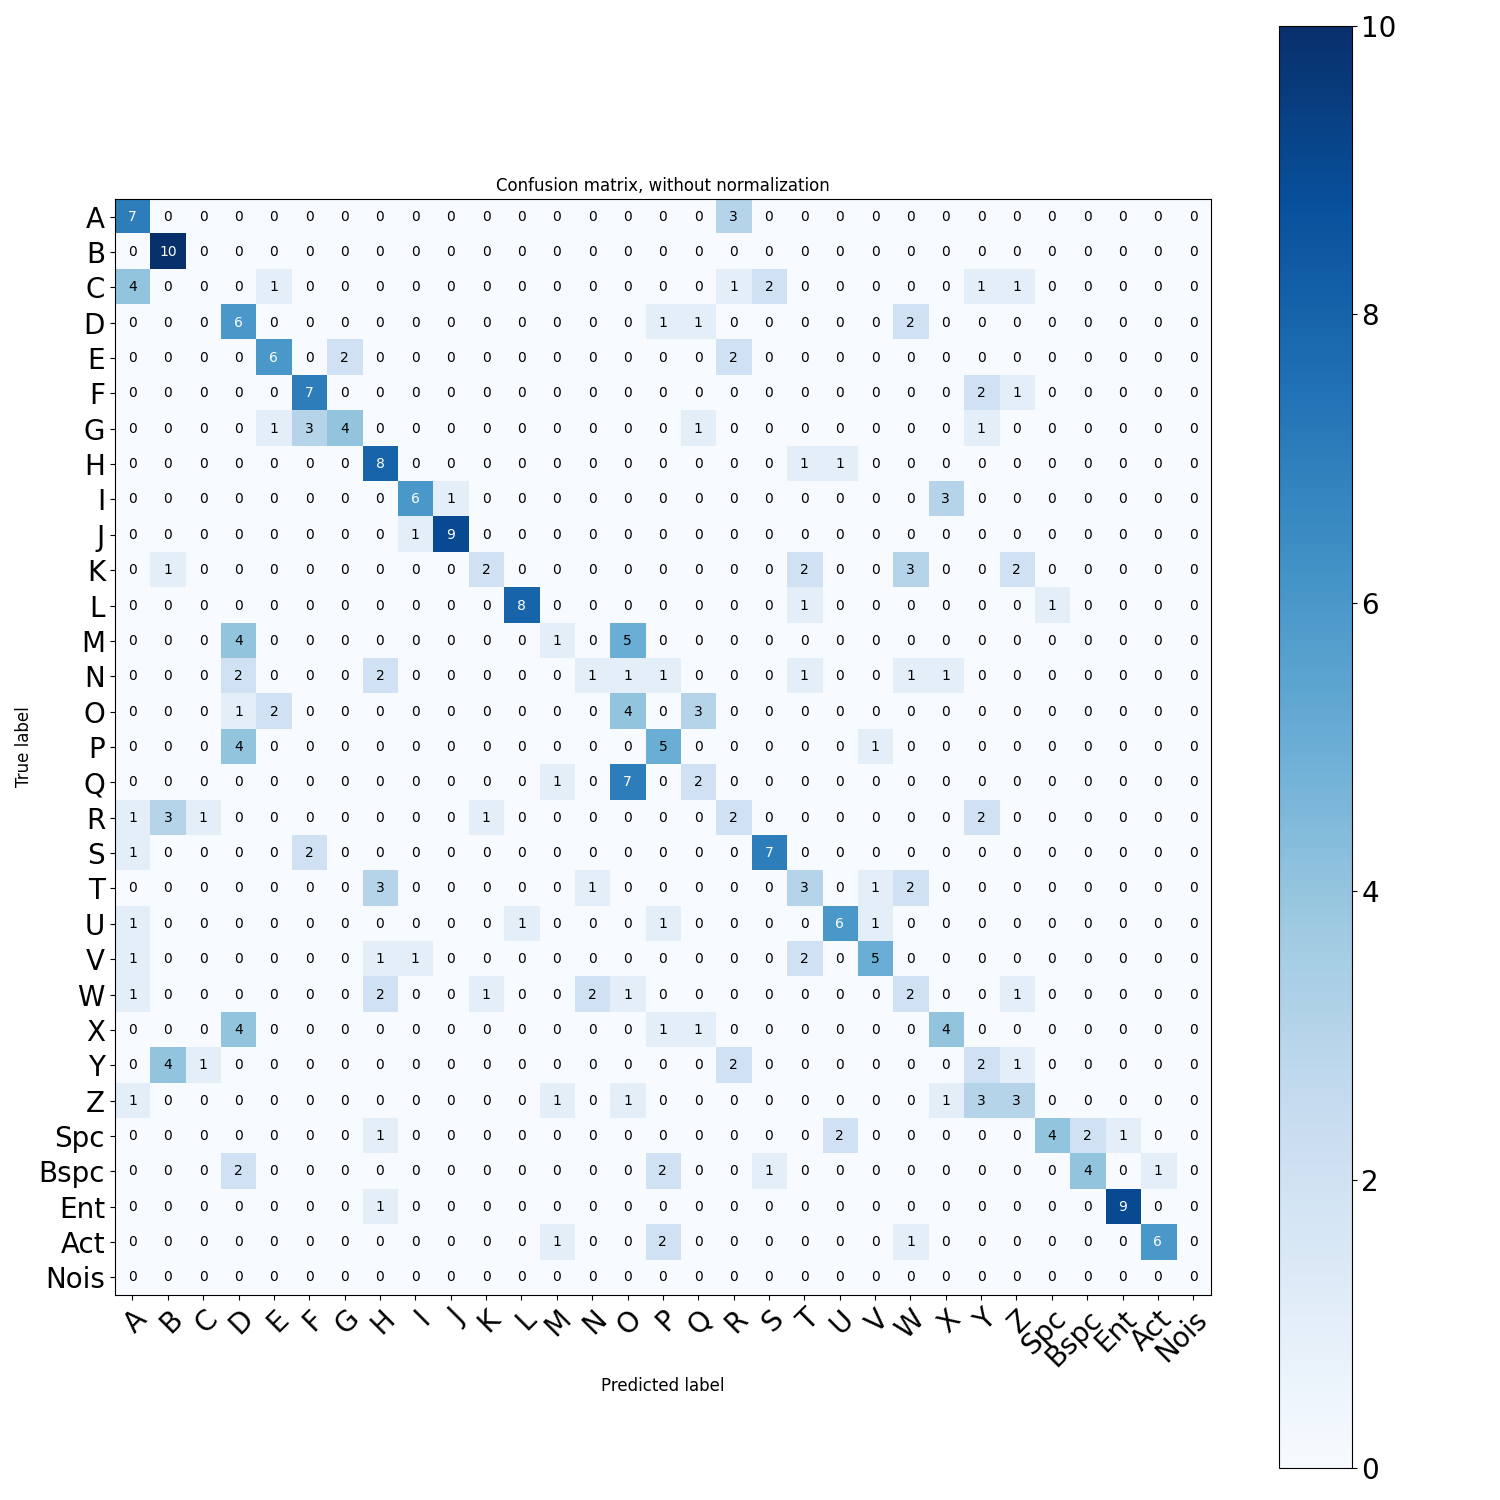 Confusion matrix, without normalization
A 7 0 0 0 0 0 0 0 0 0 0 0 0 0 0 0 0 3 0 0 0 0 0 0 0 0 0 0 0 0 0
B 0 10 0 0 0 0 0 0 0 0 0 0 0 0 0 0 0 0 0 0 0 0 0 0 0 0 0 0 0 0 0
C 4 0 0 0 1 0 0 0 0 0 0 0 0 0 0 0 0 1 2 0 0 0 0 0 1 1 0 0 0 0 0
D 0 0 0 6 0 0 0 0 0 0 0 0 0 0 0 1 1 0 0 0 0 0 2 0 0 0 0 0 0 0 0
E 0 0 0 0 6 0 2 0 0 0 0 0 0 0 0 0 0 2 0 0 0 0 0 0 0 0 0 0 0 0 0
F 0 0 0 0 0 7 0 0 0 0 0 0 0 0 0 0 0 0 0 0 0 0 0 0 2 1 0 0 0 0 0
G 0 0 0 0 1 3 4 0 0 0 0 0 0 0 0 0 1 0 0 0 0 0 0 0 1 0 0 0 0 0 0
H 0 0 0 0 0 0 0 8 0 0 0 0 0 0 0 0 0 0 0 1 1 0 0 0 0 0 0 0 0 0 0
I 0 0 0 0 0 0 0 0 6 1 0 0 0 0 0 0 0 0 0 0 0 0 0 3 0 0 0 0 0 0 0
J 0 0 0 0 0 0 0 0 1 9 0 0 0 0 0 0 0 0 0 0 0 0 0 0 0 0 0 0 0 0 0
K 0 1 0 0 0 0 0 0 0 0 2 0 0 0 0 0 0 0 0 2 0 0 3 0 0 2 0 0 0 0 0
L 0 0 0 0 0 0 0 0 0 0 0 8 0 0 0 0 0 0 0 1 0 0 0 0 0 0 1 0 0 0 0
M 0 0 0 4 0 0 0 0 0 0 0 0 1 0 5 0 0 0 0 0 0 0 0 0 0 0 0 0 0 0 0
N 0 0 0 2 0 0 0 2 0 0 0 0 0 1 1 1 0 0 0 1 0 0 1 1 0 0 0 0 0 0 0
O 0 0 0 1 2 0 0 0 0 0 0 0 0 0 4 0 3 0 0 0 0 0 0 0 0 0 0 0 0 0 0
P 0 0 0 4 0 0 0 0 0 0 0 0 0 0 0 5 0 0 0 0 0 1 0 0 0 0 0 0 0 0 0
Q 0 0 0 0 0 0 0 0 0 0 0 0 1 0 7 0 2 0 0 0 0 0 0 0 0 0 0 0 0 0 0
R 1 3 1 0 0 0 0 0 0 0 1 0 0 0 0 0 0 2 0 0 0 0 0 0 2 0 0 0 0 0 0
S 1 0 0 0 0 2 0 0 0 0 0 0 0 0 0 0 0 0 7 0 0 0 0 0 0 0 0 0 0 0 0
T 0 0 0 0 0 0 0 3 0 0 0 0 0 1 0 0 0 0 0 3 0 1 2 0 0 0 0 0 0 0 0
U 1 0 0 0 0 0 0 0 0 0 0 1 0 0 0 1 0 0 0 0 6 1 0 0 0 0 0 0 0 0 0
V 1 0 0 0 0 0 0 1 1 0 0 0 0 0 0 0 0 0 0 2 0 5 0 0 0 0 0 0 0 0 0
W 1 0 0 0 0 0 0 2 0 0 1 0 0 2 1 0 0 0 0 0 0 0 2 0 0 1 0 0 0 0 0
X 0 0 0 4 0 0 0 0 0 0 0 0 0 0 0 1 1 0 0 0 0 0 0 4 0 0 0 0 0 0 0
Y 0 4 1 0 0 0 0 0 0 0 0 0 0 0 0 0 0 2 0 0 0 0 0 0 2 1 0 0 0 0 0
Z 1 0 0 0 0 0 0 0 0 0 0 0 1 0 1 0 0 0 0 0 0 0 0 1 3 3 0 0 0 0 0
Spc 0 0 0 0 0 0 0 1 0 0 0 0 0 0 0 0 0 0 0 0 2 0 0 0 0 0 4 2 1 0 0
Bspc 0 0 0 2 0 0 0 0 0 0 0 0 0 0 0 2 0 0 1 0 0 0 0 0 0 0 0 4 0 1 0
Ent 0 0 0 0 0 0 0 1 0 0 0 0 0 0 0 0 0 0 0 0 0 0 0 0 0 0 0 0 9 0 0
Act 0 0 0 0 0 0 0 0 0 0 0 0 1 0 0 2 0 0 0 0 0 0 1 0 0 0 0 0 0 6 0
Nois 0 0 0 0 0 0 0 0 0 0 0 0 0 0 0 0 0 0 0 0 0 0 0 0 0 0 0 0 0 0 0
A B C D E F G H I J K L M N O P Q R S T U V W X Y Z Spc Bspc Ent Act Nois
Predicted label
True label
10
8
6
4
2
0